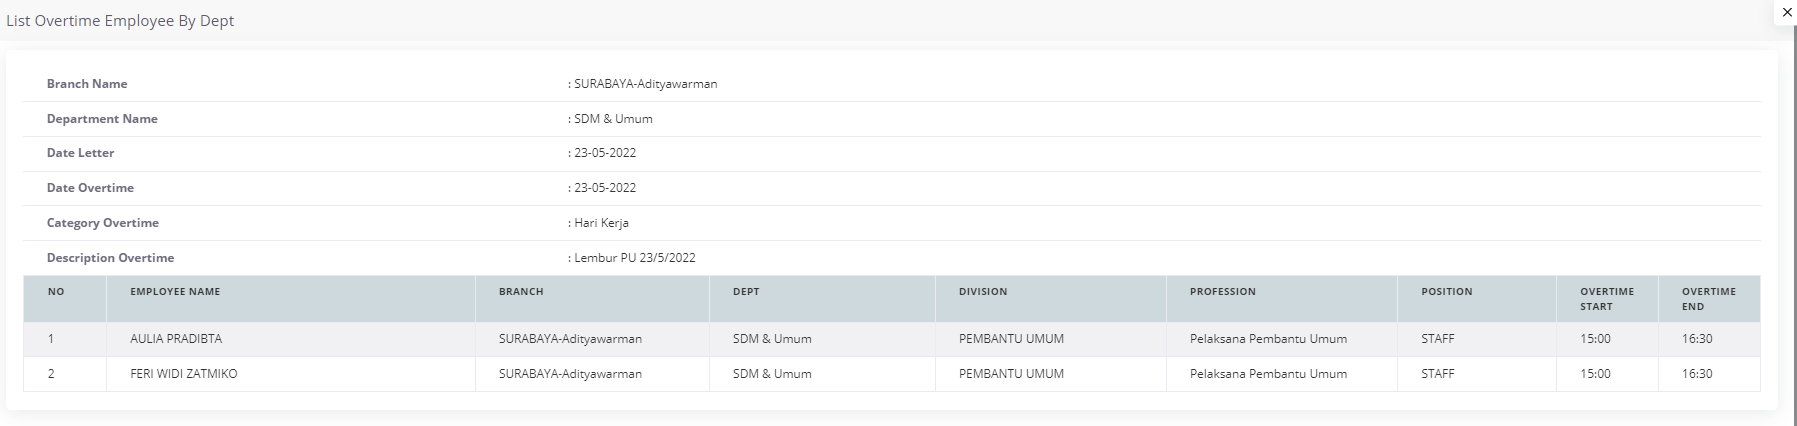 List Overtime Employee By Dept
Branch Name : SURABAYA-Adityawarman
Department Name : SDM & Umum
Date Letter : 23-05-2022
Date Overtime : 23-05-2022
Category Overtime : Hari Kerja
Description Overtime : Lembur PU 23/5/2022
NO EMPLOYEE NAME BRANCH DEPT DIVISION PROFESSION POSITION OVERTIME START OVERTIME END
1 AULIA PRADIBTA SURABAYA-Adityawarman SDM & Umum PEMBANTU UMUM Pelaksana Pembantu Umum STAFF 15:00 16:30
2 FERI WIDI ZATMIKO SURABAYA-Adityawarman SDM & Umum PEMBANTU UMUM Pelaksana Pembantu Umum STAFF 15:00 16:30